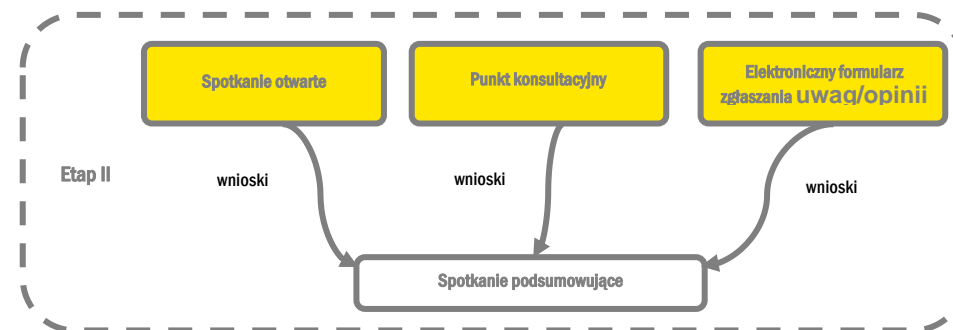 Spotkanie otwarte
Punkt konsultacyjny
Elektroniczny formularz
zgłaszania uwag/opinii
Etap II
wnioski
wnioski
wnioski
Spotkanie podsumowujące